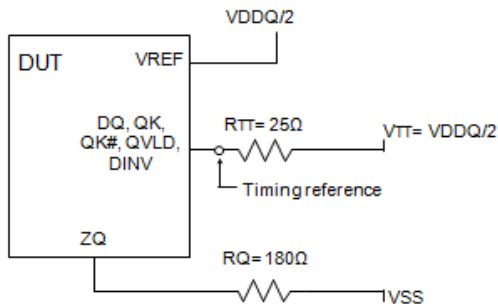 VDDQ/2
DUT
VREF
DQ, QK,
QK#, QVLD,
DINV
RTT= 25Ω
VTT= VDDQ/2
Timing reference
ZQ
RQ= 180Ω
VSS